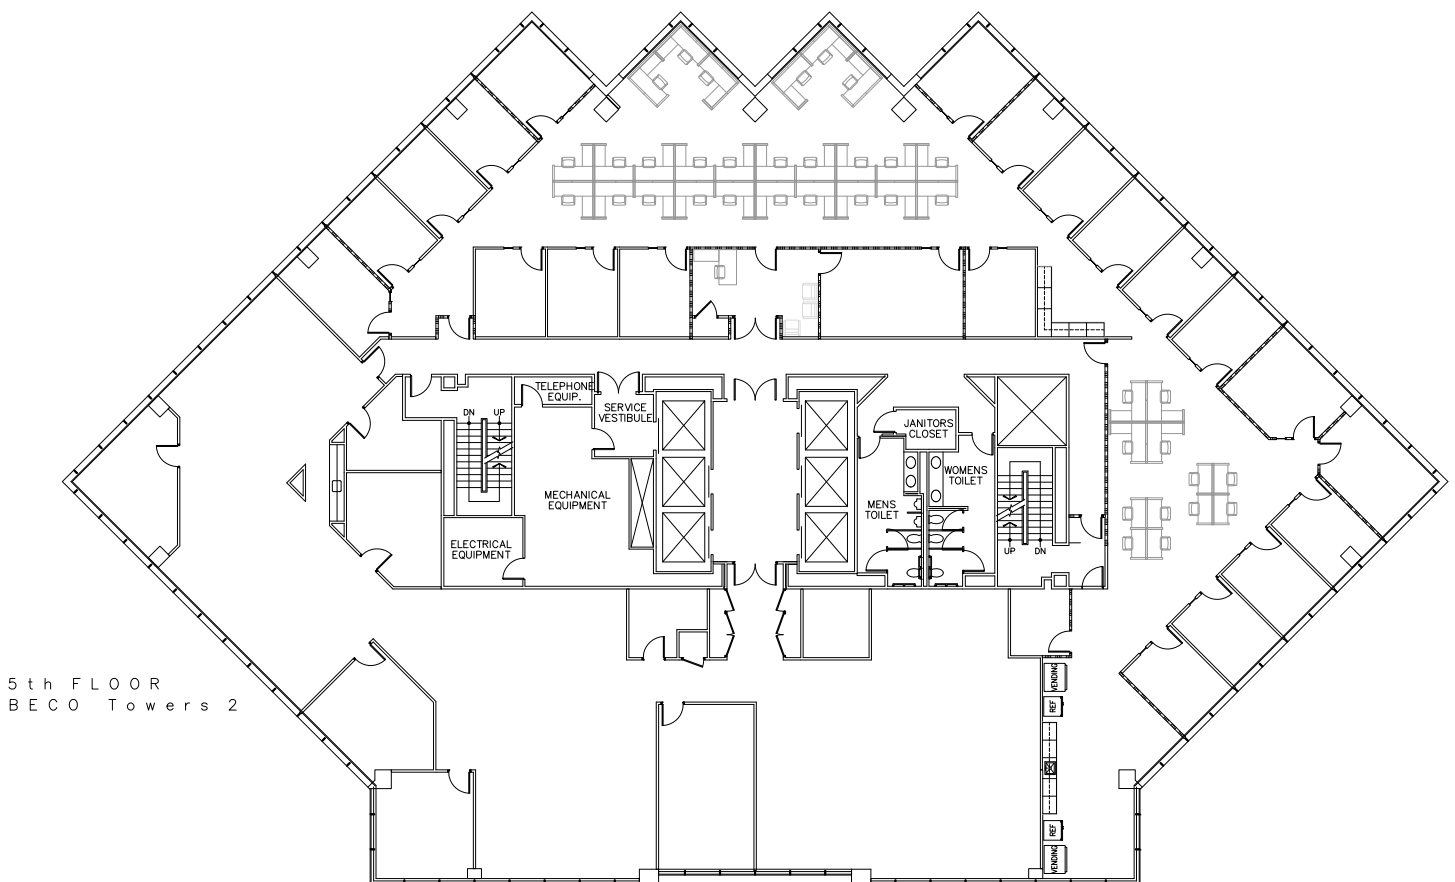 TELEPHONE
EQUIP.
SERVICE
VESTIBULE
DN
UP
JANITORS
CLOSET
WOMENS
TOILET
MECHANICAL
EQUIPMENT
MENS
TOILET
ELECTRICAL
EQUIPMENT
UP
DN
5th FLOOR
BECO Towers 2
VENDING
REF
REF
VENDING